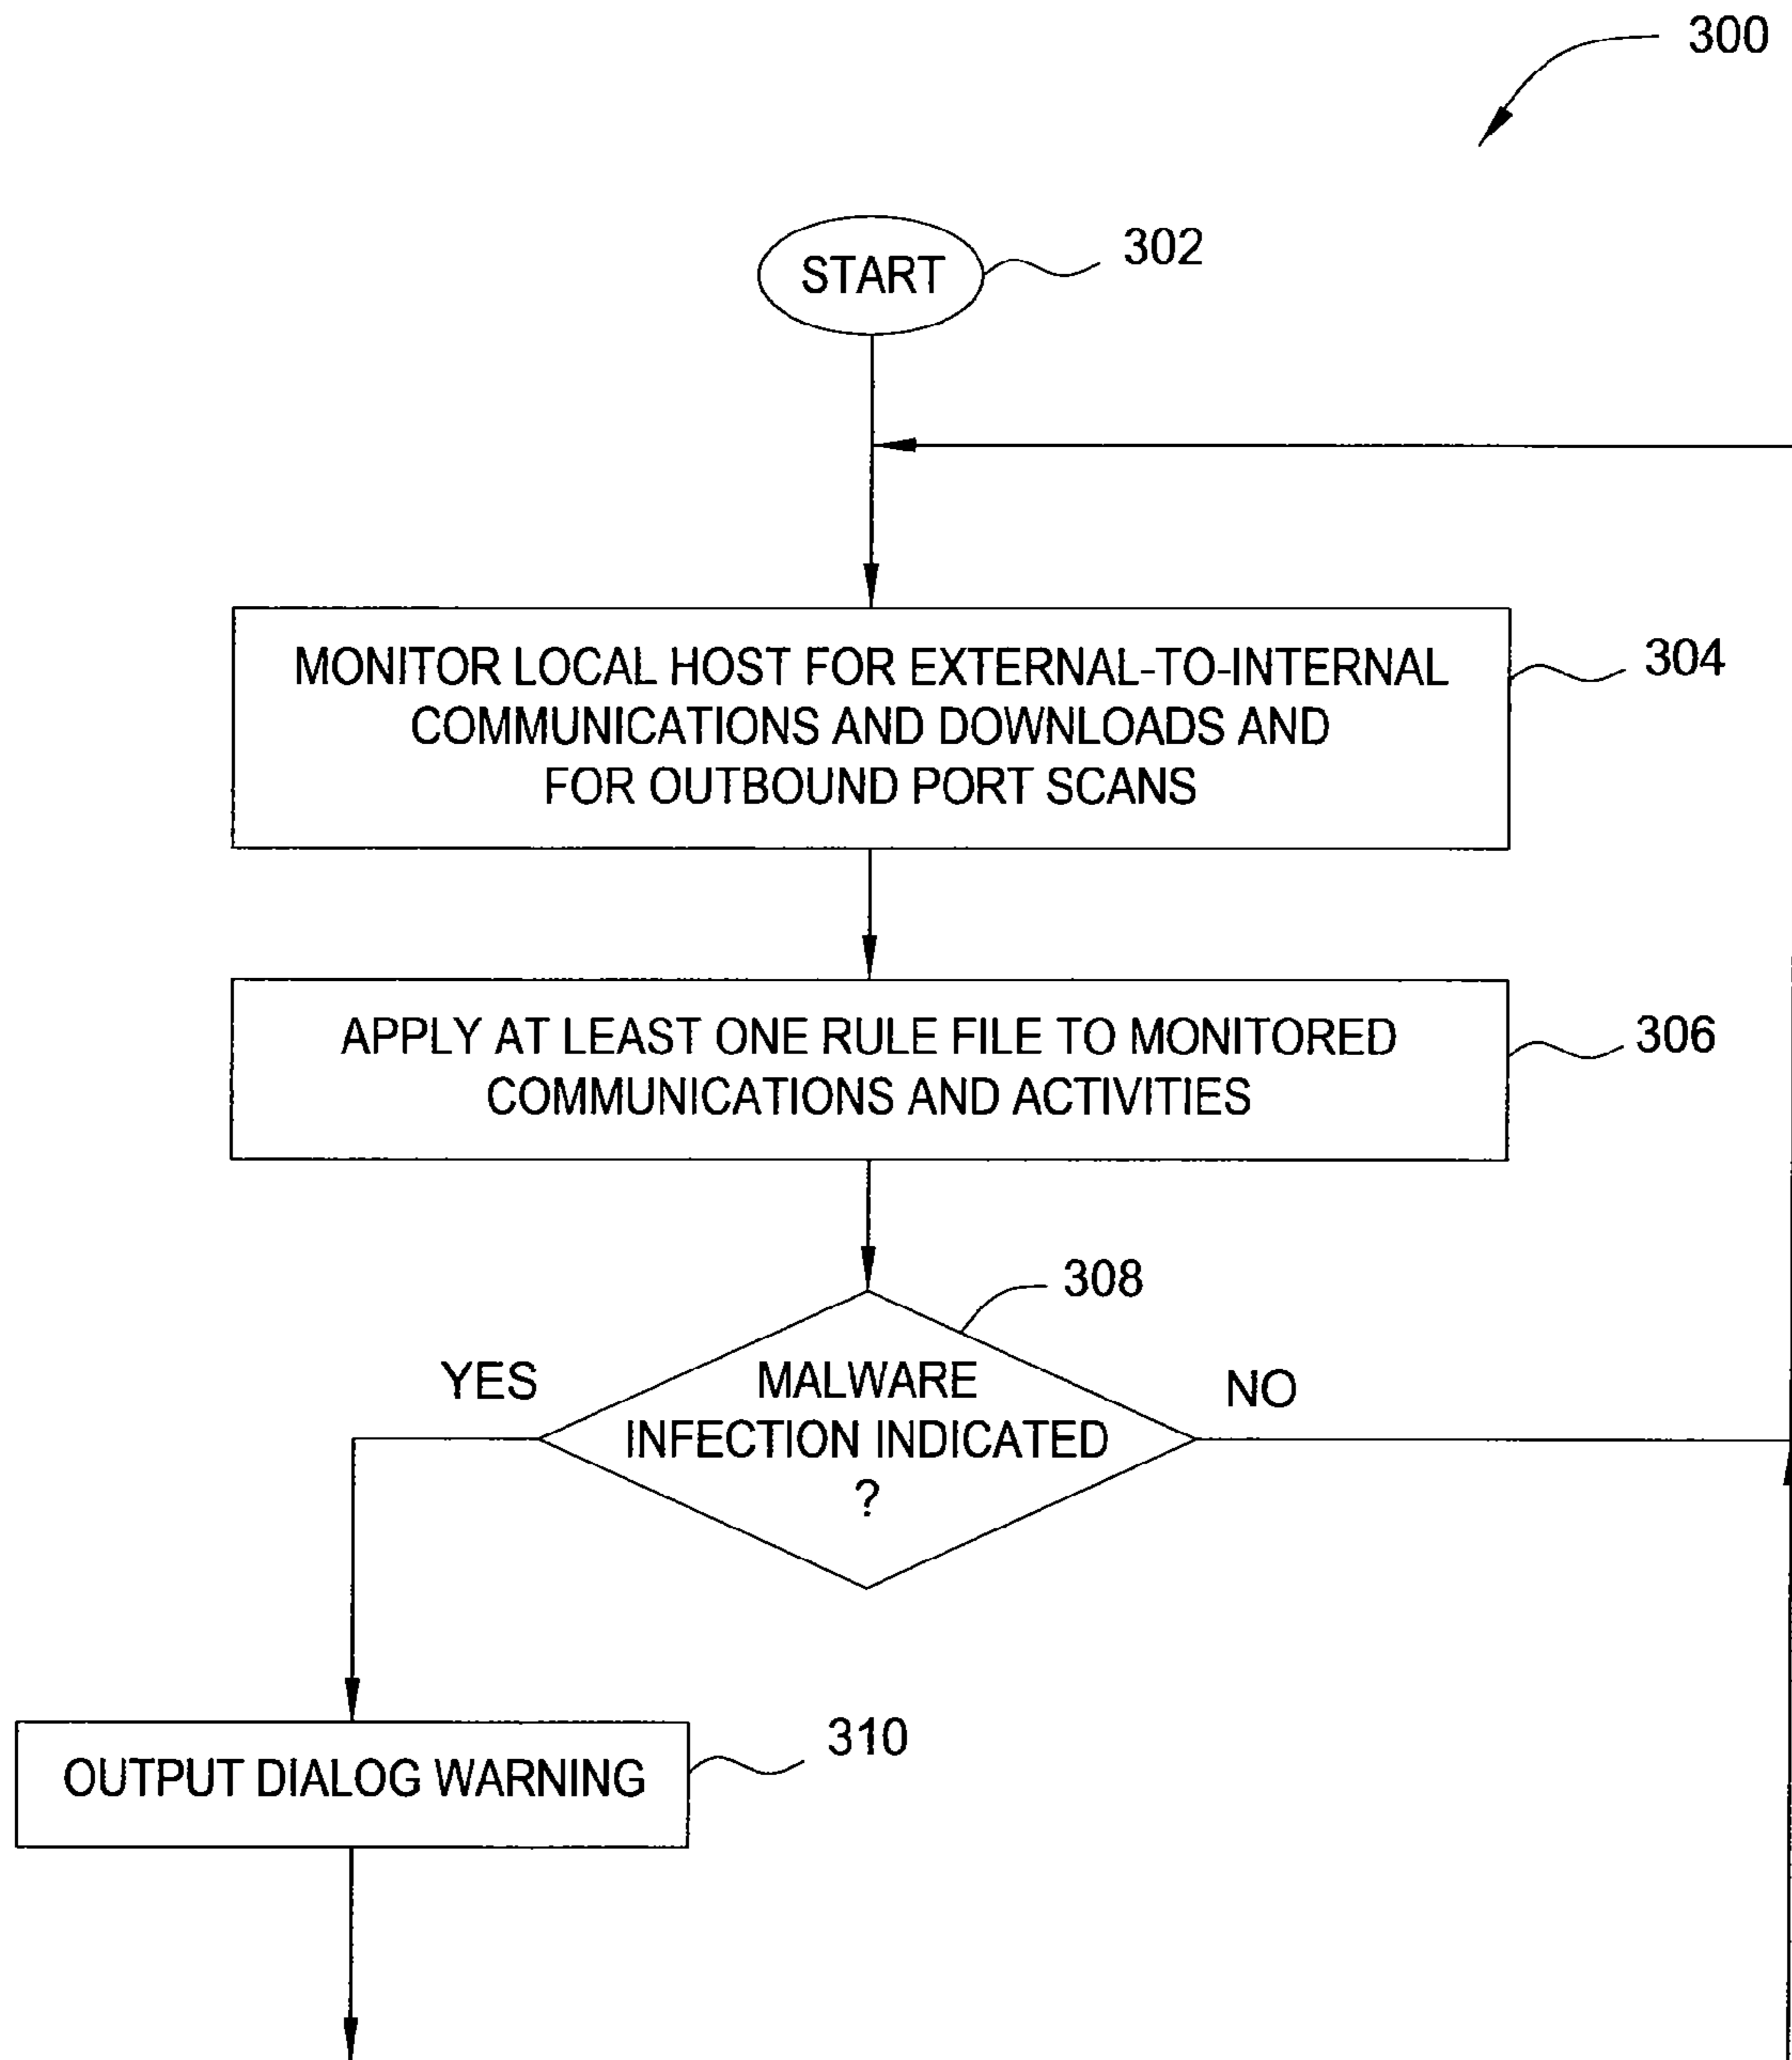 300
START
302
MONITOR LOCAL HOST FOR EXTERNAL-TO-INTERNAL
COMMUNICATIONS AND DOWNLOADS AND
FOR OUTBOUND PORT SCANS
304
APPLY AT LEAST ONE RULE FILE TO MONITORED
COMMUNICATIONS AND ACTIVITIES
306
308
YES
MALWARE
INFECTION INDICATED
?
NO
310
OUTPUT DIALOG WARNING